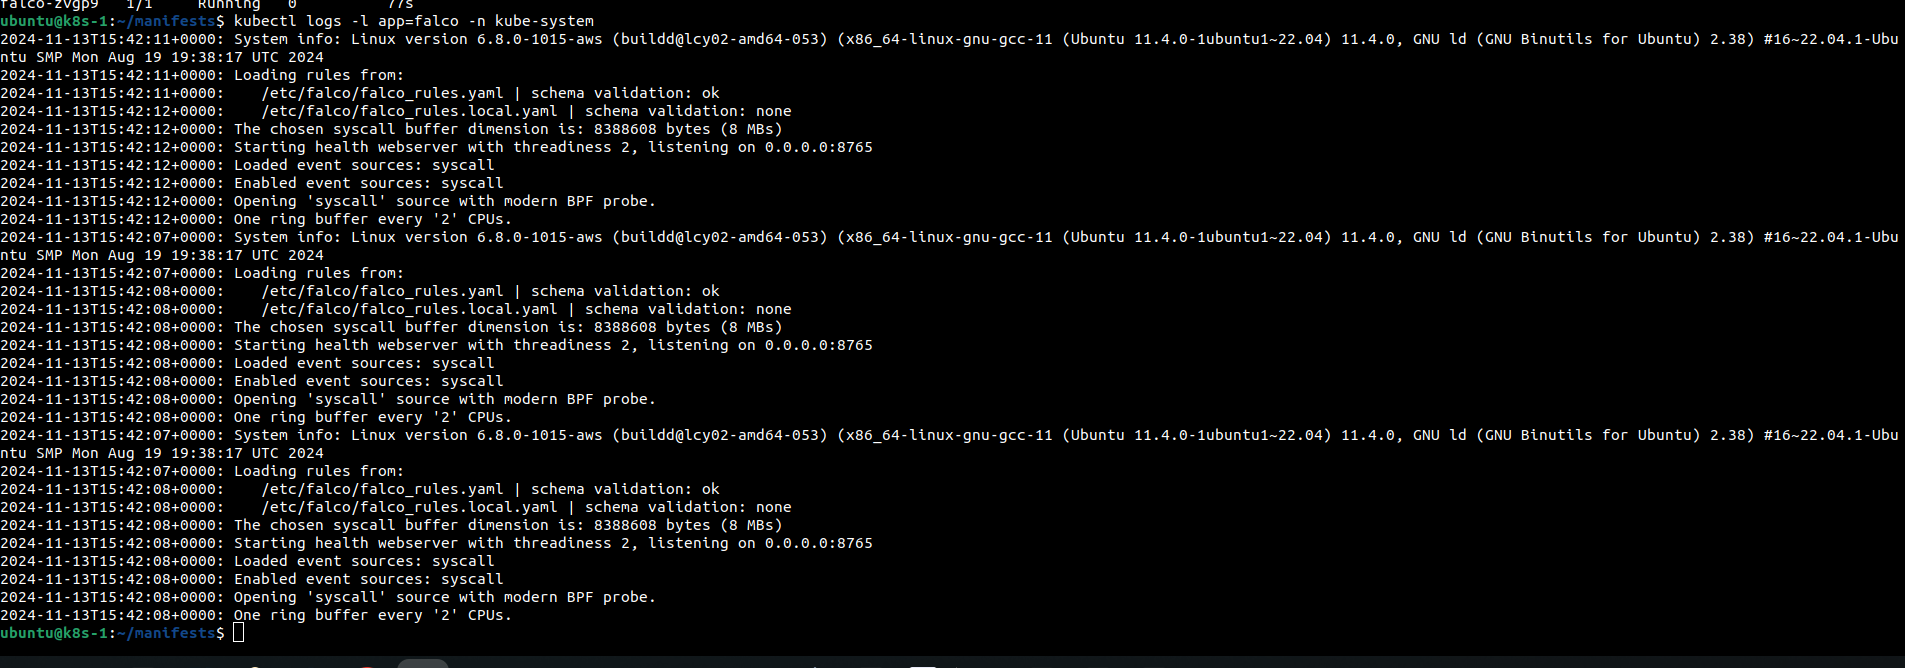 falco-zvgp9   1/1     Running   0          77s
ubuntu@k8s-1:~/manifests$ kubectl logs -l app=falco -n kube-system
2024-11-13T15:42:11+0000: System info: Linux version 6.8.0-1015-aws (buildd@lcy02-amd64-053) (x86_64-linux-gnu-gcc-11 (Ubuntu 11.4.0-1ubuntu1~22.04) 11.4.0, GNU ld (GNU Binutils for Ubuntu) 2.38) #16~22.04.1-Ubu
ntu SMP Mon Aug 19 19:38:17 UTC 2024
2024-11-13T15:42:11+0000: Loading rules from:
2024-11-13T15:42:11+0000:    /etc/falco/falco_rules.yaml | schema validation: ok
2024-11-13T15:42:12+0000:    /etc/falco/falco_rules.local.yaml | schema validation: none
2024-11-13T15:42:12+0000: The chosen syscall buffer dimension is: 8388608 bytes (8 MBs)
2024-11-13T15:42:12+0000: Starting health webserver with threadiness 2, listening on 0.0.0.0:8765
2024-11-13T15:42:12+0000: Loaded event sources: syscall
2024-11-13T15:42:12+0000: Enabled event sources: syscall
2024-11-13T15:42:12+0000: Opening 'syscall' source with modern BPF probe.
2024-11-13T15:42:12+0000: One ring buffer every '2' CPUs.
2024-11-13T15:42:07+0000: System info: Linux version 6.8.0-1015-aws (buildd@lcy02-amd64-053) (x86_64-linux-gnu-gcc-11 (Ubuntu 11.4.0-1ubuntu1~22.04) 11.4.0, GNU ld (GNU Binutils for Ubuntu) 2.38) #16~22.04.1-Ubu
ntu SMP Mon Aug 19 19:38:17 UTC 2024
2024-11-13T15:42:07+0000: Loading rules from:
2024-11-13T15:42:08+0000:    /etc/falco/falco_rules.yaml | schema validation: ok
2024-11-13T15:42:08+0000:    /etc/falco/falco_rules.local.yaml | schema validation: none
2024-11-13T15:42:08+0000: The chosen syscall buffer dimension is: 8388608 bytes (8 MBs)
2024-11-13T15:42:08+0000: Starting health webserver with threadiness 2, listening on 0.0.0.0:8765
2024-11-13T15:42:08+0000: Loaded event sources: syscall
2024-11-13T15:42:08+0000: Enabled event sources: syscall
2024-11-13T15:42:08+0000: Opening 'syscall' source with modern BPF probe.
2024-11-13T15:42:08+0000: One ring buffer every '2' CPUs.
2024-11-13T15:42:07+0000: System info: Linux version 6.8.0-1015-aws (buildd@lcy02-amd64-053) (x86_64-linux-gnu-gcc-11 (Ubuntu 11.4.0-1ubuntu1~22.04) 11.4.0, GNU ld (GNU Binutils for Ubuntu) 2.38) #16~22.04.1-Ubu
ntu SMP Mon Aug 19 19:38:17 UTC 2024
2024-11-13T15:42:07+0000: Loading rules from:
2024-11-13T15:42:08+0000:    /etc/falco/falco_rules.yaml | schema validation: ok
2024-11-13T15:42:08+0000:    /etc/falco/falco_rules.local.yaml | schema validation: none
2024-11-13T15:42:08+0000: The chosen syscall buffer dimension is: 8388608 bytes (8 MBs)
2024-11-13T15:42:08+0000: Starting health webserver with threadiness 2, listening on 0.0.0.0:8765
2024-11-13T15:42:08+0000: Loaded event sources: syscall
2024-11-13T15:42:08+0000: Enabled event sources: syscall
2024-11-13T15:42:08+0000: Opening 'syscall' source with modern BPF probe.
2024-11-13T15:42:08+0000: One ring buffer every '2' CPUs.
ubuntu@k8s-1:~/manifests$